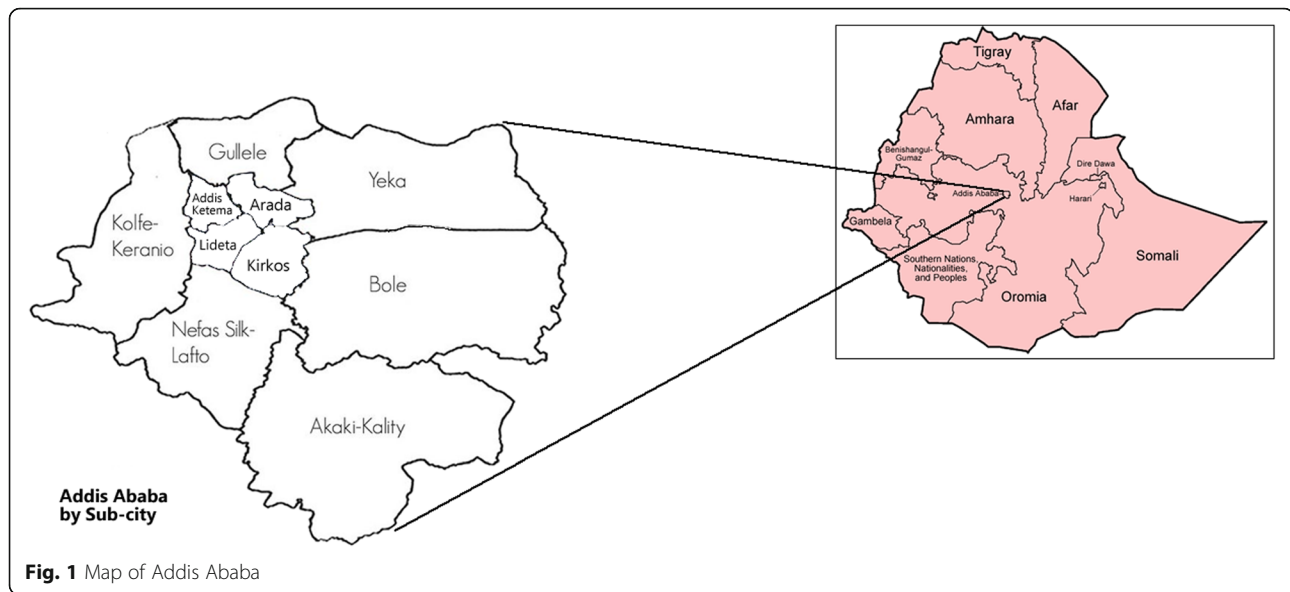 Gullele
Yeka
Addis
Ketema
Arada
Kolfe-
Keranio
Lideta
Kirkos
Bole
Nefas Silk-
Lafto
Akaki-Kality
Addis Ababa
by Sub-city
Tigray
Afar
Amhara
Benishangul-
Gumaz
Dire Dawa
Addis Ababa
Harari
Gambela
Somali
Southern Nations,
Nationalities,
and Peoples
Oromia
Fig. 1 Map of Addis Ababa